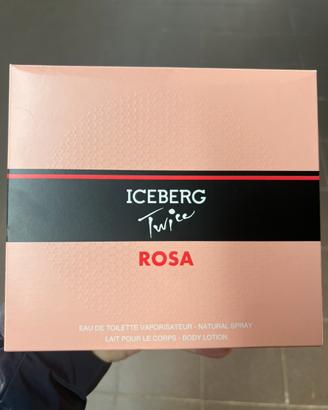 ICEBERG
Twice
ROSA
EAU DE TOILETTE VAPORISATEUR - NATURAL SPRAY
LAIT POUR LE CORPS - BODY LOTION